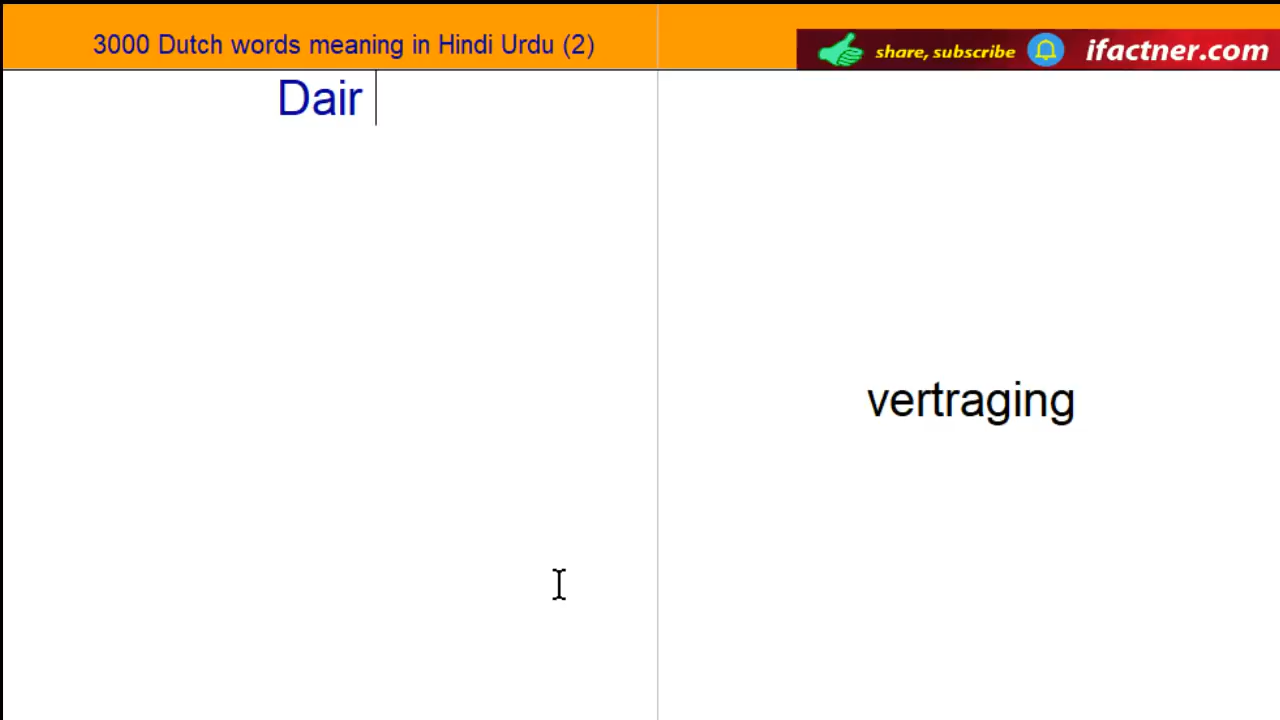 3000 Dutch words meaning in Hindi Urdu (2)
share, subscribe
ifactner.com
Dair
vertraging